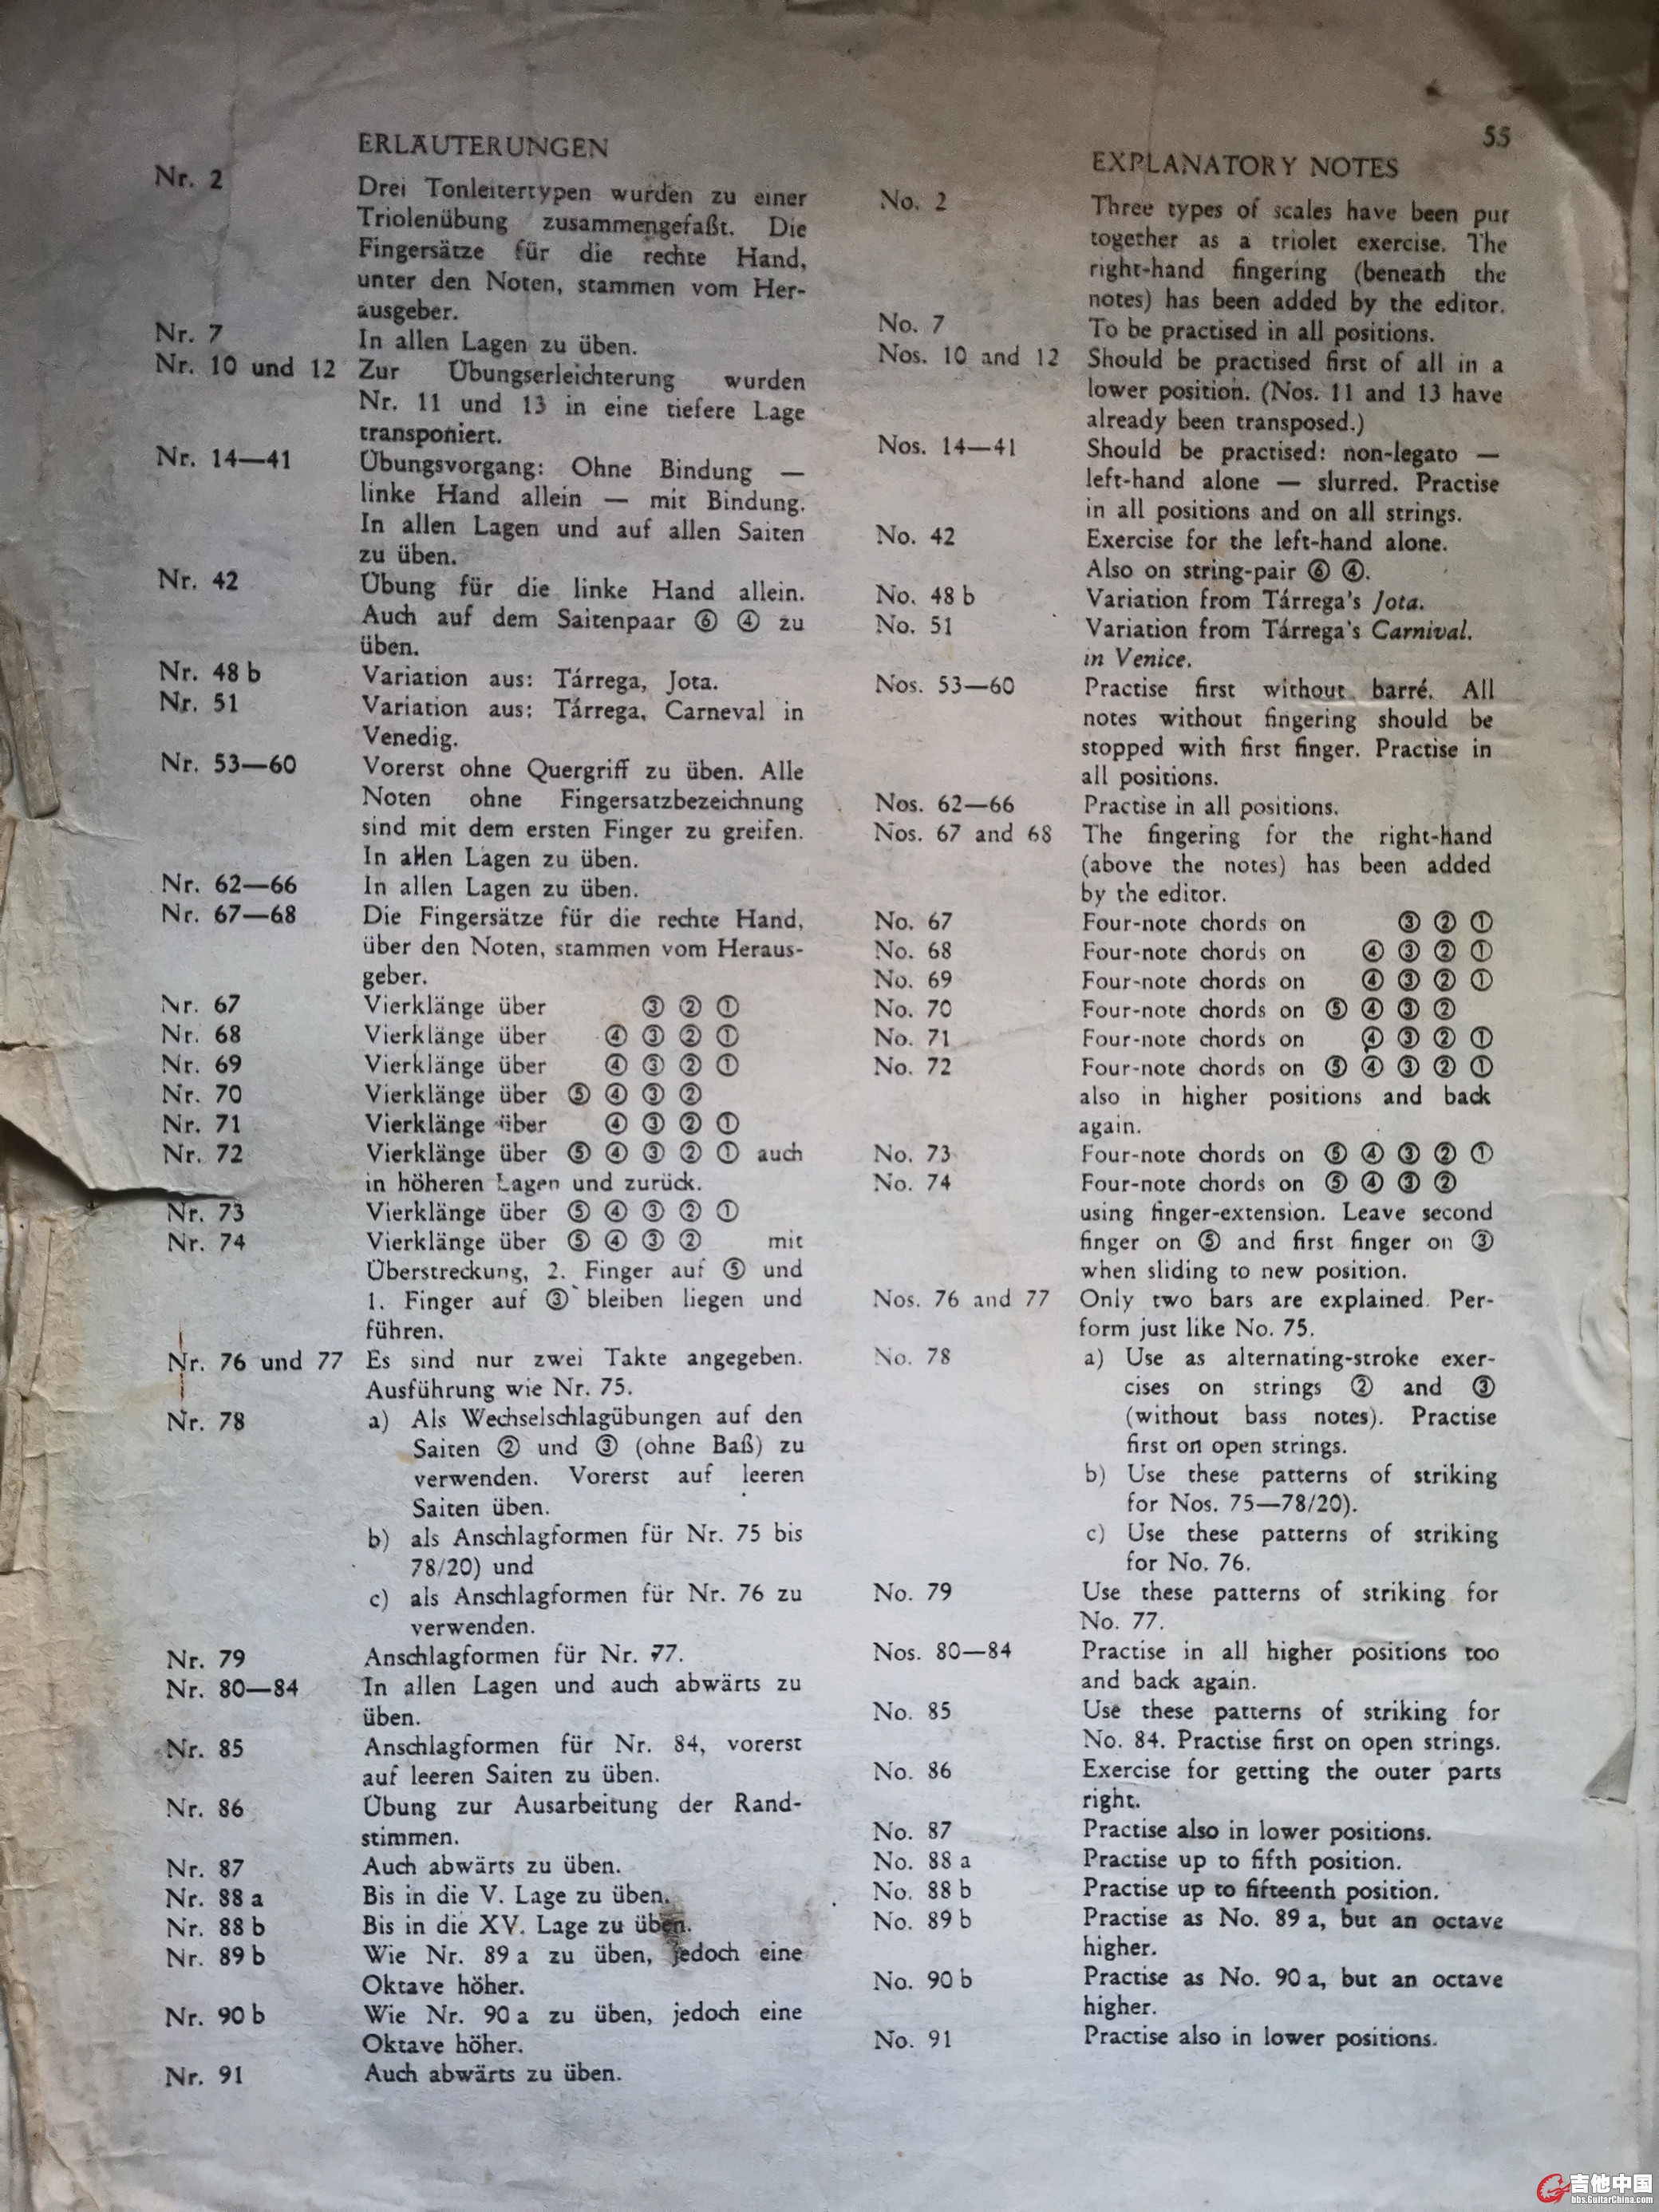 55
ERLÄUTERUNGEN
Nr. 2 Drei Tonleitertypen wurden zu einer
Triolenübung zusammengefaßt. Die
Fingersätze für die rechte Hand,
unter den Noten, stammen vom Her-
ausgeber.
Nr. 7 In allen Lagen zu üben.
Nr. 10 und 12 Zur Übungserleichterung wurden
Nr. 11 und 13 in eine tiefere Lage
transponiert.
Nr. 14—41 Übungsvorgang: Ohne Bindung —
linke Hand allein — mit Bindung.
In allen Lagen und auf allen Saiten
zu üben.
Nr. 42 Übung für die linke Hand allein.
Auch auf dem Saitenpaar ⑥ ④ zu
üben.
Nr. 48 b Variation aus: Tárrega, Jota.
Nr. 51 Variation aus: Tárrega, Carneval in
Venedig.
Nr. 53—60 Vorerst ohne Quergriff zu üben. Alle
Noten ohne Fingersatzbezeichnung
sind mit dem ersten Finger zu greifen.
In allen Lagen zu üben.
Nr. 62—66 In allen Lagen zu üben.
Nr. 67—68 Die Fingersätze für die rechte Hand,
über den Noten, stammen vom Heraus-
geber.
Nr. 67 Vierklänge über ③ ② ①
Nr. 68 Vierklänge über ④ ③ ② ①
Nr. 69 Vierklänge über ④ ③ ② ①
Nr. 70 Vierklänge über ⑤ ④ ③ ②
Nr. 71 Vierklänge über ④ ③ ② ①
Nr. 72 Vierklänge über ⑤ ④ ③ ② ① auch
in höheren Lagen und zurück.
Nr. 73 Vierklänge über ⑤ ④ ③ ② ①
Nr. 74 Vierklänge über ⑤ ④ ③ ② mit
Überstreckung, 2. Finger auf ⑤ und
1. Finger auf ③ bleiben liegen und
führen.
Nr. 76 und 77 Es sind nur zwei Takte angegeben.
Ausführung wie Nr. 75.
Nr. 78 a) Als Wechselschlagübungen auf den
Saiten ② und ③ (ohne Baß) zu
verwenden. Vorerst auf leeren
Saiten üben.
b) als Anschlagformen für Nr. 75 bis
78/20) und
c) als Anschlagformen für Nr. 76 zu
verwenden.
Nr. 79 Anschlagformen für Nr. 77.
Nr. 80—84 In allen Lagen und auch abwärts zu
üben.
Nr. 85 Anschlagformen für Nr. 84, vorerst
auf leeren Saiten zu üben.
Nr. 86 Übung zur Ausarbeitung der Rand-
stimmen.
Nr. 87 Auch abwärts zu üben.
Nr. 88 a Bis in die V. Lage zu üben.
Nr. 88 b Bis in die XV. Lage zu üben.
Nr. 89 b Wie Nr. 89 a zu üben, jedoch eine
Oktave höher.
Nr. 90 b Wie Nr. 90 a zu üben, jedoch eine
Oktave höher.
Nr. 91 Auch abwärts zu üben.
EXPLANATORY NOTES
No. 2 Three types of scales have been put
together as a triolet exercise. The
right-hand fingering (beneath the
notes) has been added by the editor.
No. 7 To be practised in all positions.
Nos. 10 and 12 Should be practised first of all in a
lower position. (Nos. 11 and 13 have
already been transposed.)
Nos. 14—41 Should be practised: non-legato —
left-hand alone — slurred. Practise
in all positions and on all strings.
No. 42 Exercise for the left-hand alone.
Also on string-pair ⑥ ④.
No. 48 b Variation from Tárrega's Jota.
No. 51 Variation from Tárrega's Carnival.
in Venice.
Nos. 53—60 Practise first without barré. All
notes without fingering should be
stopped with first finger. Practise in
all positions.
Nos. 62—66 Practise in all positions.
Nos. 67 and 68 The fingering for the right-hand
(above the notes) has been added
by the editor.
No. 67 Four-note chords on ③ ② ①
No. 68 Four-note chords on ④ ③ ② ①
No. 69 Four-note chords on ④ ③ ② ①
No. 70 Four-note chords on ⑤ ④ ③ ②
No. 71 Four-note chords on ④ ③ ② ①
No. 72 Four-note chords on ⑤ ④ ③ ② ①
also in higher positions and back
again.
No. 73 Four-note chords on ⑤ ④ ③ ② ①
No. 74 Four-note chords on ⑤ ④ ③ ②
using finger-extension. Leave second
finger on ⑤ and first finger on ③
when sliding to new position.
Nos. 76 and 77 Only two bars are explained. Per-
form just like No. 75.
No. 78 a) Use as alternating-stroke exer-
cises on strings ② and ③
(without bass notes). Practise
first on open strings.
b) Use these patterns of striking
for Nos. 75—78/20).
c) Use these patterns of striking
for No. 76.
No. 79 Use these patterns of striking for
No. 77.
Nos. 80—84 Practise in all higher positions too
and back again.
No. 85 Use these patterns of striking for
No. 84. Practise first on open strings.
No. 86 Exercise for getting the outer parts
right.
No. 87 Practise also in lower positions.
No. 88 a Practise up to fifth position.
No. 88 b Practise up to fifteenth position.
No. 89 b Practise as No. 89 a, but an octave
higher.
No. 90 b Practise as No. 90 a, but an octave
higher.
No. 91 Practise also in lower positions.
吉他中国
bbs.GuitarChina.com